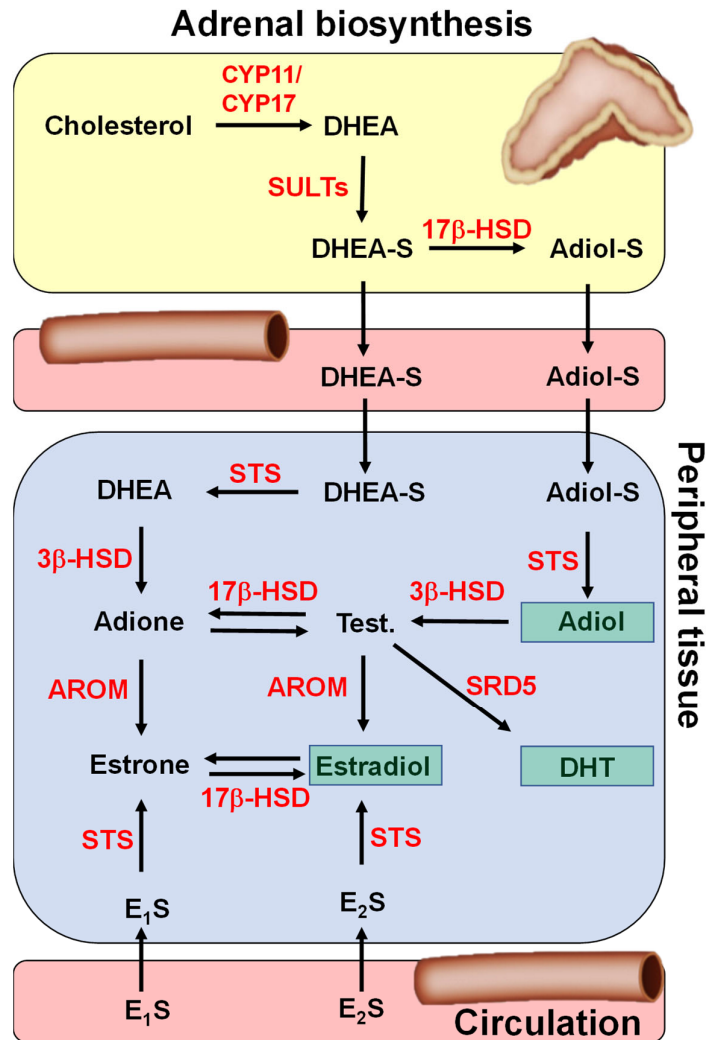 Adrenal biosynthesis
CYP11/
CYP17
Cholesterol
DHEA
SULTs
DHEA-S
17β-HSD
Adiol-S
DHEA-S
Adiol-S
Peripheral tissue
DHEA
STS
DHEA-S
Adiol-S
3β-HSD
STS
17β-HSD
3β-HSD
Adione
Test.
Adiol
AROM
AROM
SRD5
Estrone
Estradiol
DHT
17β-HSD
STS
STS
E₁S
E₂S
E₁S
E₂S
Circulation